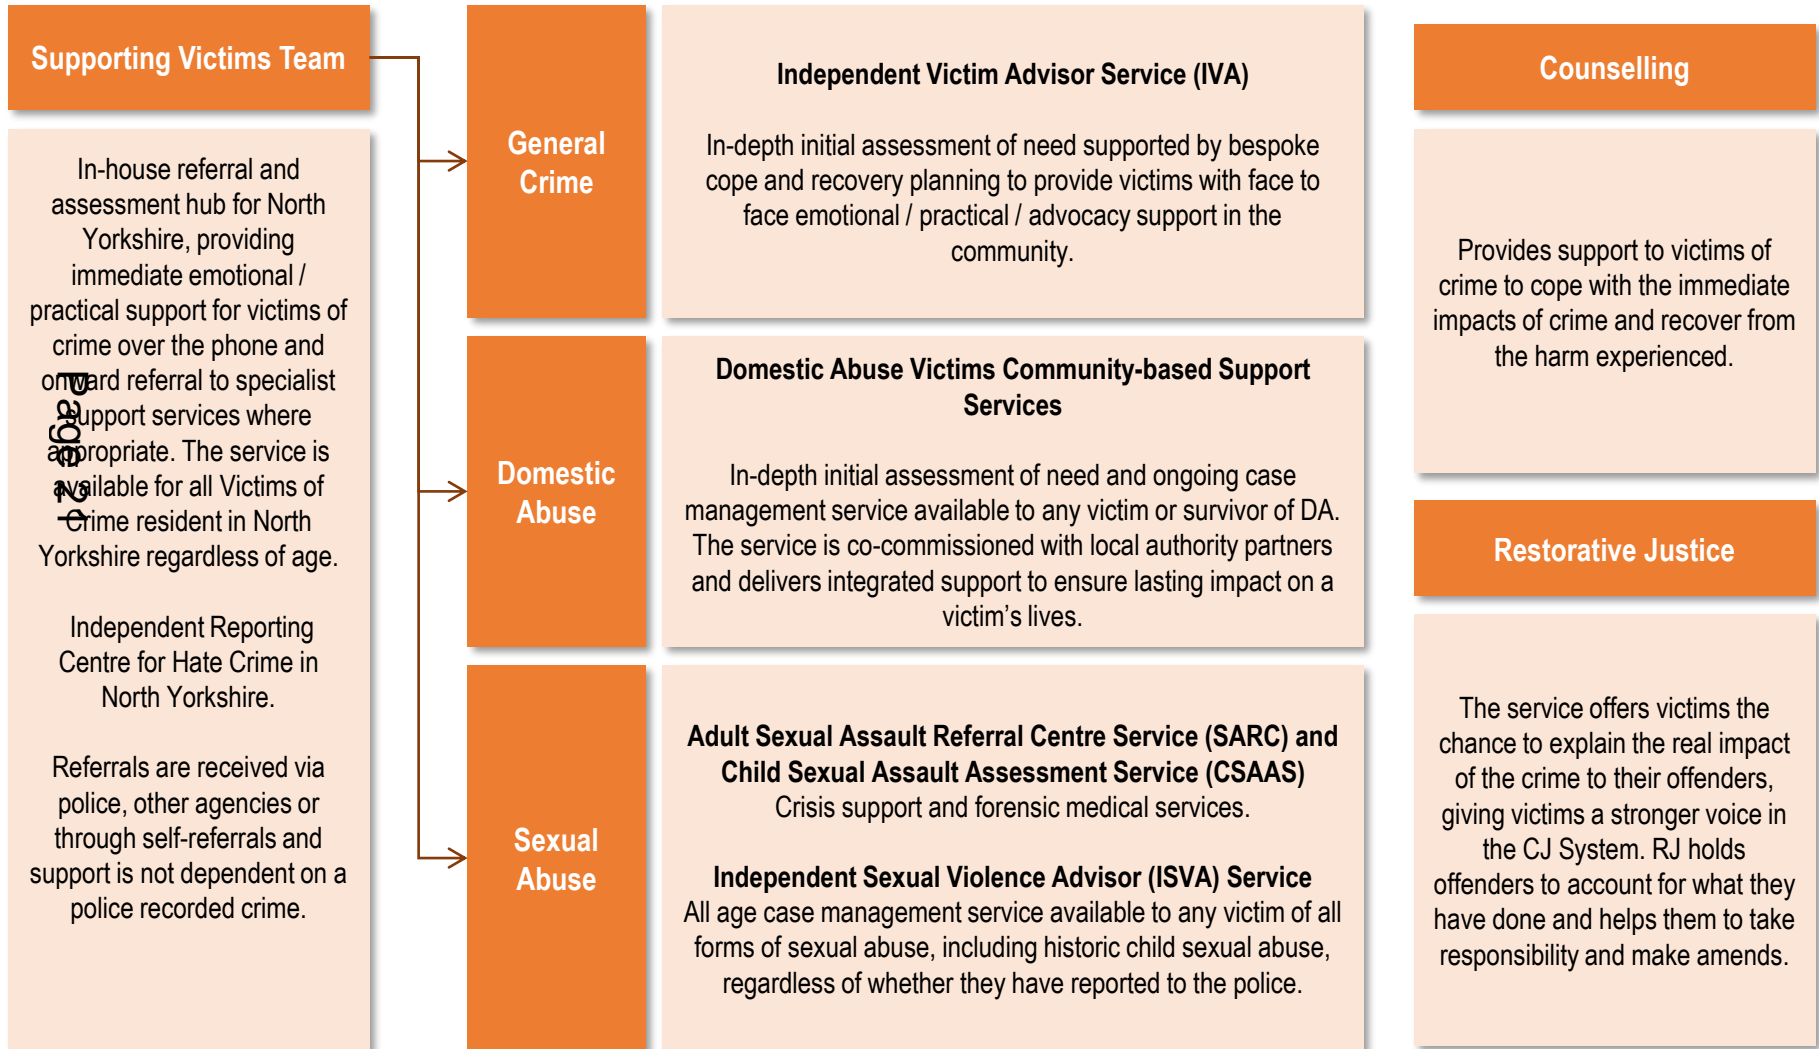 Supporting Victims Team
In-house referral and
assessment hub for North
Yorkshire, providing
immediate emotional /
practical support for victims of
crime over the phone and
onward referral to specialist
support services where
appropriate. The service is
available for all Victims of
Crime resident in North
Yorkshire regardless of age.
Independent Reporting
Centre for Hate Crime in
North Yorkshire.
Referrals are received via
police, other agencies or
through self-referrals and
support is not dependent on a
police recorded crime.
Page 21
General
Crime
Independent Victim Advisor Service (IVA)
In-depth initial assessment of need supported by bespoke
cope and recovery planning to provide victims with face to
face emotional / practical / advocacy support in the
community.
Domestic
Abuse
Domestic Abuse Victims Community-based Support
Services
In-depth initial assessment of need and ongoing case
management service available to any victim or survivor of DA.
The service is co-commissioned with local authority partners
and delivers integrated support to ensure lasting impact on a
victim’s lives.
Sexual
Abuse
Adult Sexual Assault Referral Centre Service (SARC) and
Child Sexual Assault Assessment Service (CSAAS)
Crisis support and forensic medical services.
Independent Sexual Violence Advisor (ISVA) Service
All age case management service available to any victim of all
forms of sexual abuse, including historic child sexual abuse,
regardless of whether they have reported to the police.
Counselling
Provides support to victims of
crime to cope with the immediate
impacts of crime and recover from
the harm experienced.
Restorative Justice
The service offers victims the
chance to explain the real impact
of the crime to their offenders,
giving victims a stronger voice in
the CJ System. RJ holds
offenders to account for what they
have done and helps them to take
responsibility and make amends.